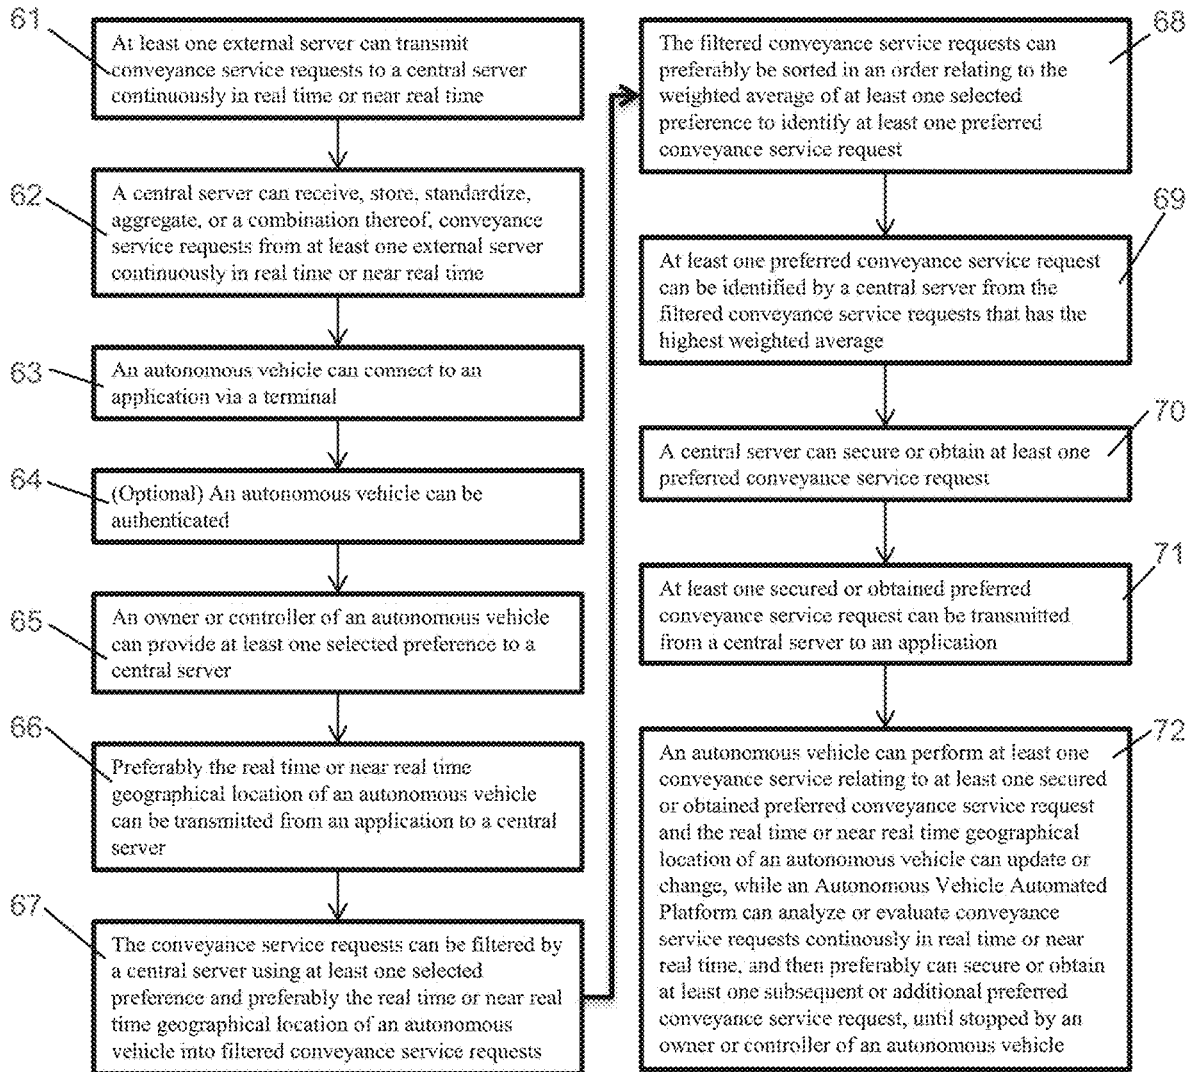 61
At least one external server can transmit
conveyance service requests to a central server
continuously in real time or near real time
62
A central server can receive, store, standardize,
aggregate, or a combination thereof, conveyance
service requests from at least one external server
continuously in real time or near real time
63
An autonomous vehicle can connect to an
application via a terminal
64
(Optional) An autonomous vehicle can be
authenticated
65
An owner or controller of an autonomous vehicle
can provide at least one selected preference to a
central server
66
Preferably the real time or near real time
geographical location of an autonomous vehicle
can be transmitted from an application to a central
server
67
The conveyance service requests can be filtered by
a central server using at least one selected
preference and preferably the real time or near real
time geographical location of an autonomous
vehicle into filtered conveyance service requests
68
The filtered conveyance service requests can
preferably be sorted in an order relating to the
weighted average of at least one selected
preference to identify at least one preferred
conveyance service request
69
At least one preferred conveyance service request
can be identified by a central server from the
filtered conveyance service requests that has the
highest weighted average
70
A central server can secure or obtain at least one
preferred conveyance service request
71
At least one secured or obtained preferred
conveyance service request can be transmitted
from a central server to an application
72
An autonomous vehicle can perform at least one
conveyance service relating to at least one secured
or obtained preferred conveyance service request
and the real time or near real time geographical
location of an autonomous vehicle can update or
change, while an Autonomous Vehicle Automated
Platform can analyze or evaluate conveyance
service requests continously in real time or near
real time, and then preferably can secure or obtain
at least one subsequent or additional preferred
conveyance service request, until stopped by an
owner or controller of an autonomous vehicle